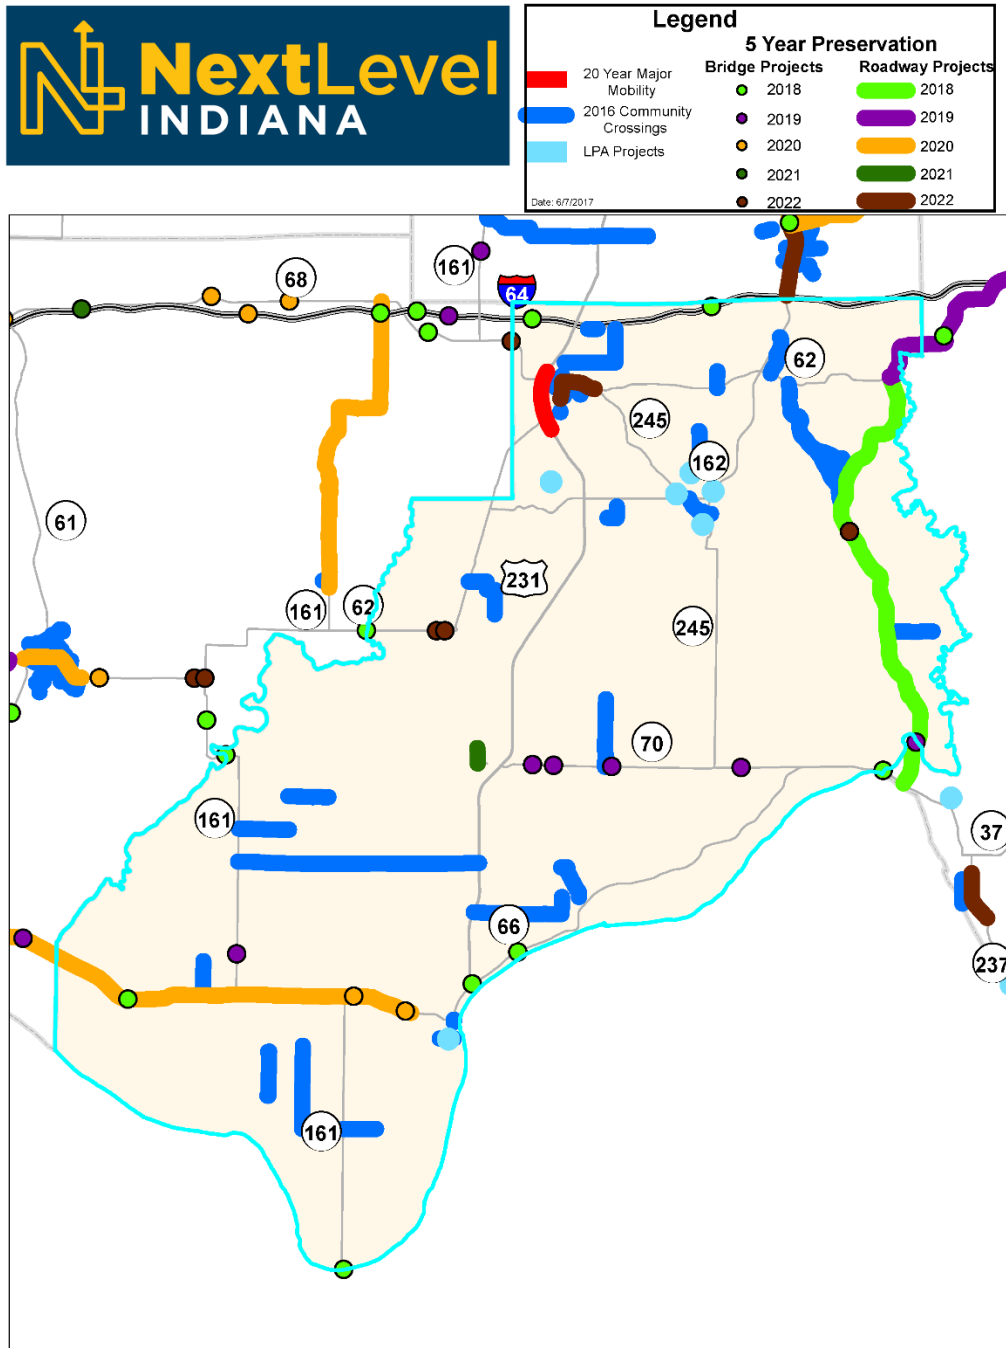 NextLevel
INDIANA
Legend
5 Year Preservation
Bridge Projects
Roadway Projects
20 Year Major
Mobility
2016 Community
Crossings
LPA Projects
2018
2019
2020
2021
2022
2018
2019
2020
2021
2022
Date: 6/7/2017
161
68
64
62
245
162
61
231
161
62
245
70
161
37
66
237
161